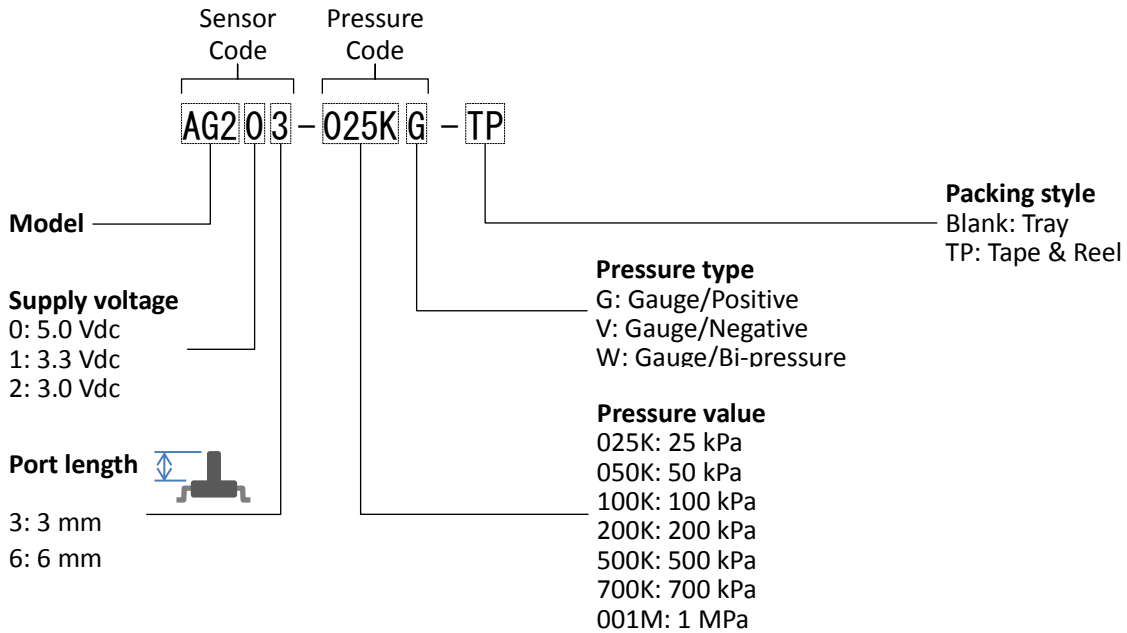 Sensor
Code
Pressure
Code
AG203-025KG-TP
Model
Supply voltage
0: 5.0 Vdc
1: 3.3 Vdc
2: 3.0 Vdc
Port length
3: 3 mm
6: 6 mm
Pressure type
G: Gauge/Positive
V: Gauge/Negative
W: Gauge/Bi-pressure
Pressure value
025K: 25 kPa
050K: 50 kPa
100K: 100 kPa
200K: 200 kPa
500K: 500 kPa
700K: 700 kPa
001M: 1 MPa
Packing style
Blank: Tray
TP: Tape & Reel